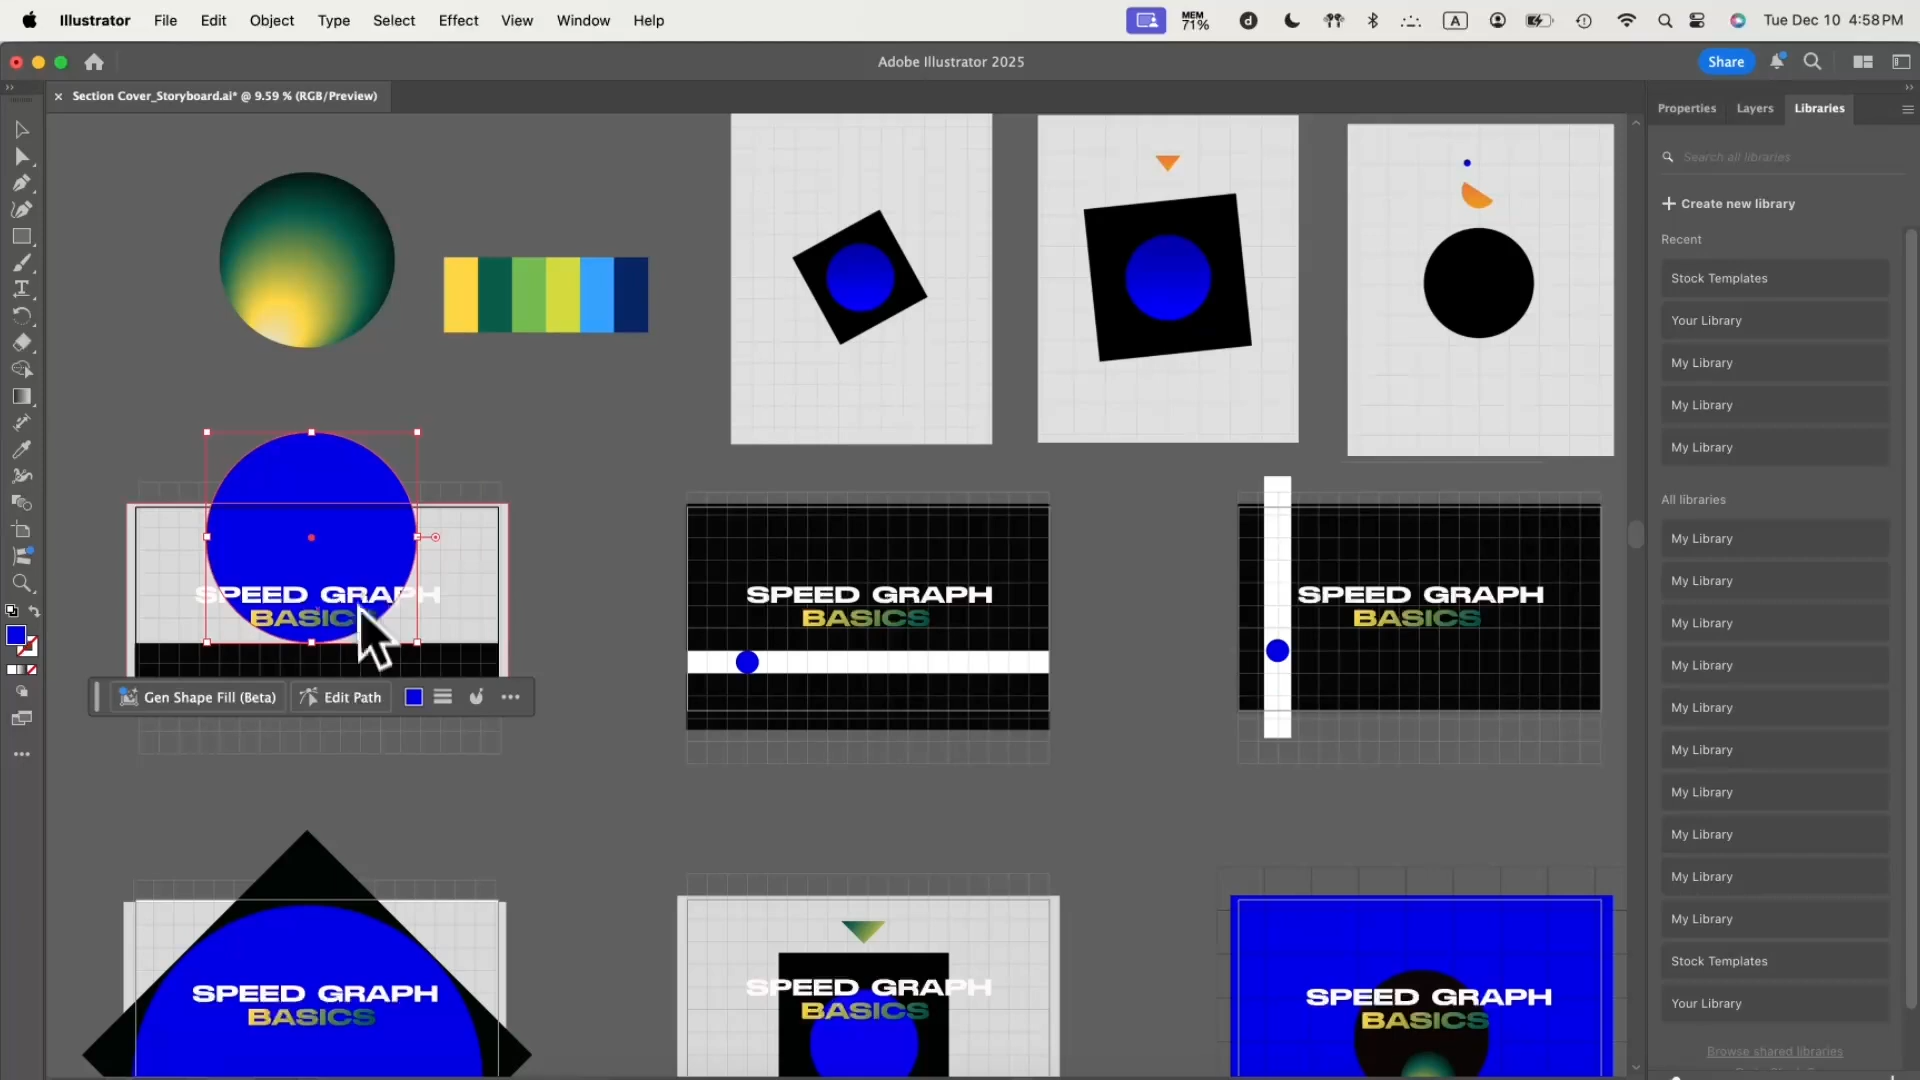 Illustrator File Edit Object Type Select Effect View Window Help
MEM
71%
A
Tue Dec 10 4:58 PM
Adobe Illustrator 2025
Share
Section Cover_Storyboard.ai* @ 9.59 % (RGB/Preview)
Properties Layers Libraries
Search all libraries
Create new library
Recent
Stock Templates
Your Library
My Library
My Library
My Library
All libraries
My Library
My Library
My Library
My Library
My Library
My Library
My Library
My Library
My Library
My Library
Stock Templates
Your Library
Browse shared libraries
SPEED GRAPH
BASICS
Gen Shape Fill (Beta) Edit Path
SPEED GRAPH
BASICS
SPEED GRAPH
BASICS
SPEED GRAPH
BASICS
SPEED GRAPH
BASICS
SPEED GRAPH
BASICS